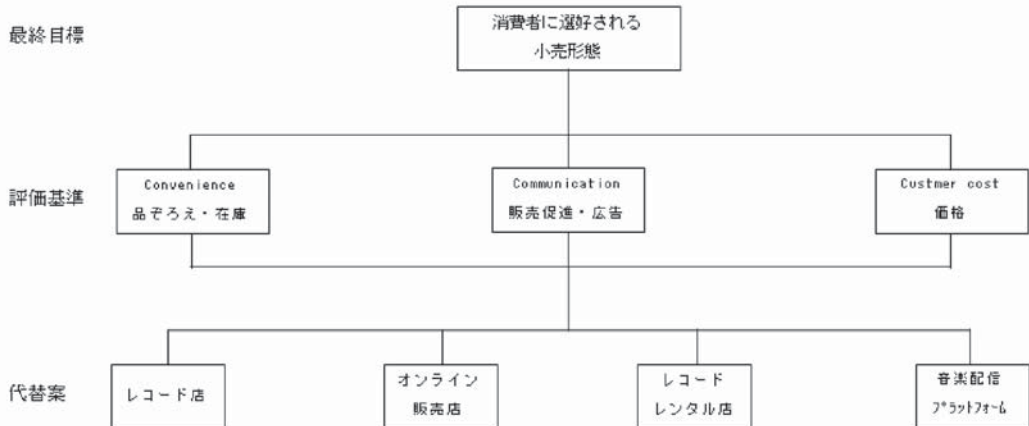 最終目標
消費者に選好される
小売形態
評価基準
Convenience
品ぞろえ・在庫
Communication
販売促進・広告
Custmer cost
価格
代替案
レコード店
オンライン
販売店
レコード
レンタル店
音楽配信
プラットフォーム